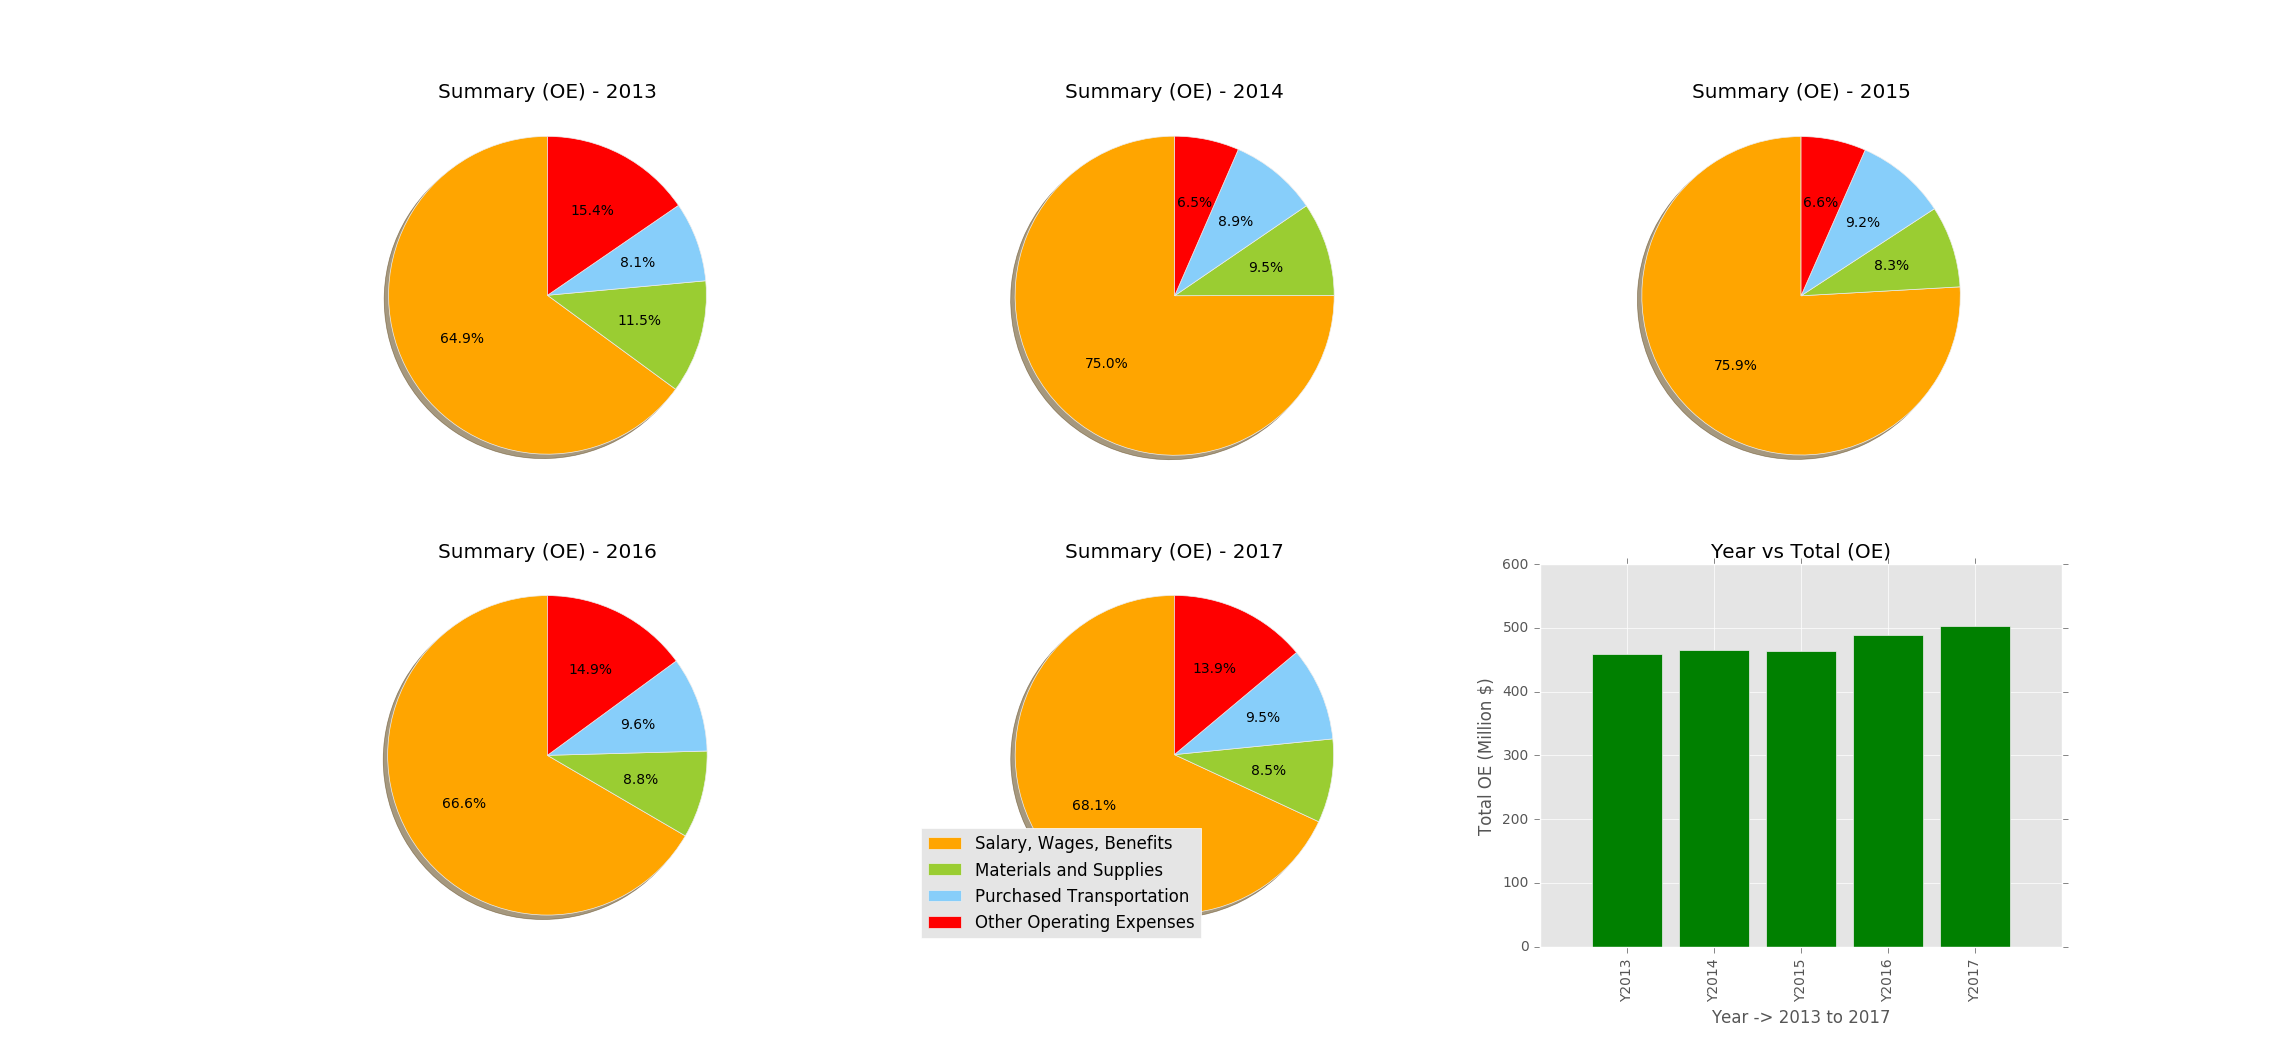 Summary (OE) - 2013
15.4%
8.1%
11.5%
64.9%
Summary (OE) - 2014
6.5%
8.9%
9.5%
75.0%
Summary (OE) - 2015
6.6%
9.2%
8.3%
75.9%
Summary (OE) - 2016
14.9%
9.6%
8.8%
66.6%
Summary (OE) - 2017
13.9%
9.5%
8.5%
68.1%
Salary, Wages, Benefits
Materials and Supplies
Purchased Transportation
Other Operating Expenses
Year vs Total (OE)
Total OE (Million $)
600
500
400
300
200
100
0
Y2013
Y2014
Y2015
Y2016
Y2017
Year -> 2013 to 2017